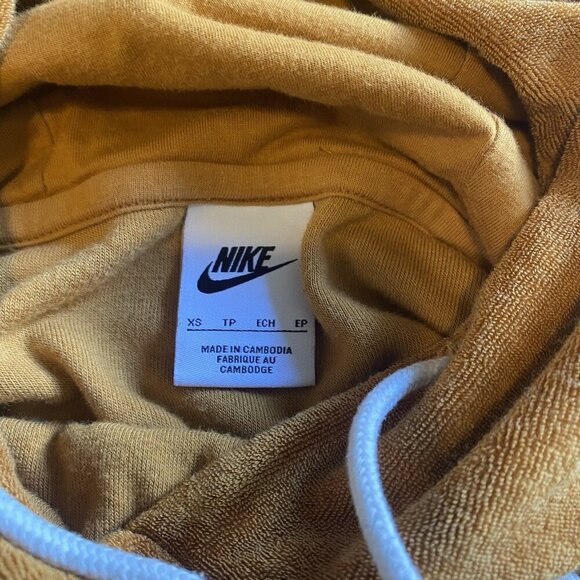 NIKE
XS TP ECH EP
MADE IN CAMBODIA
FABRIQUE AU
CAMBODGE